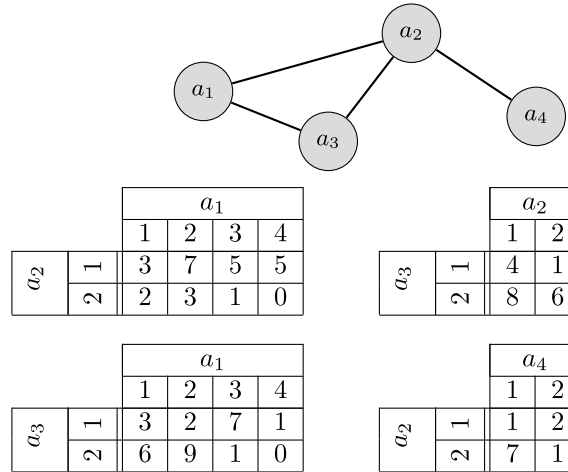 a₂
a₁
a₃
a₄
a₁ a₂
1 2 3 4 1 2
a₂ 1 3 7 5 5 a₃ 1 4 1
2 2 3 1 0 2 8 6
a₁ a₄
1 2 3 4 1 2
a₃ 1 3 2 7 1 a₂ 1 1 2
2 6 9 1 0 2 7 1